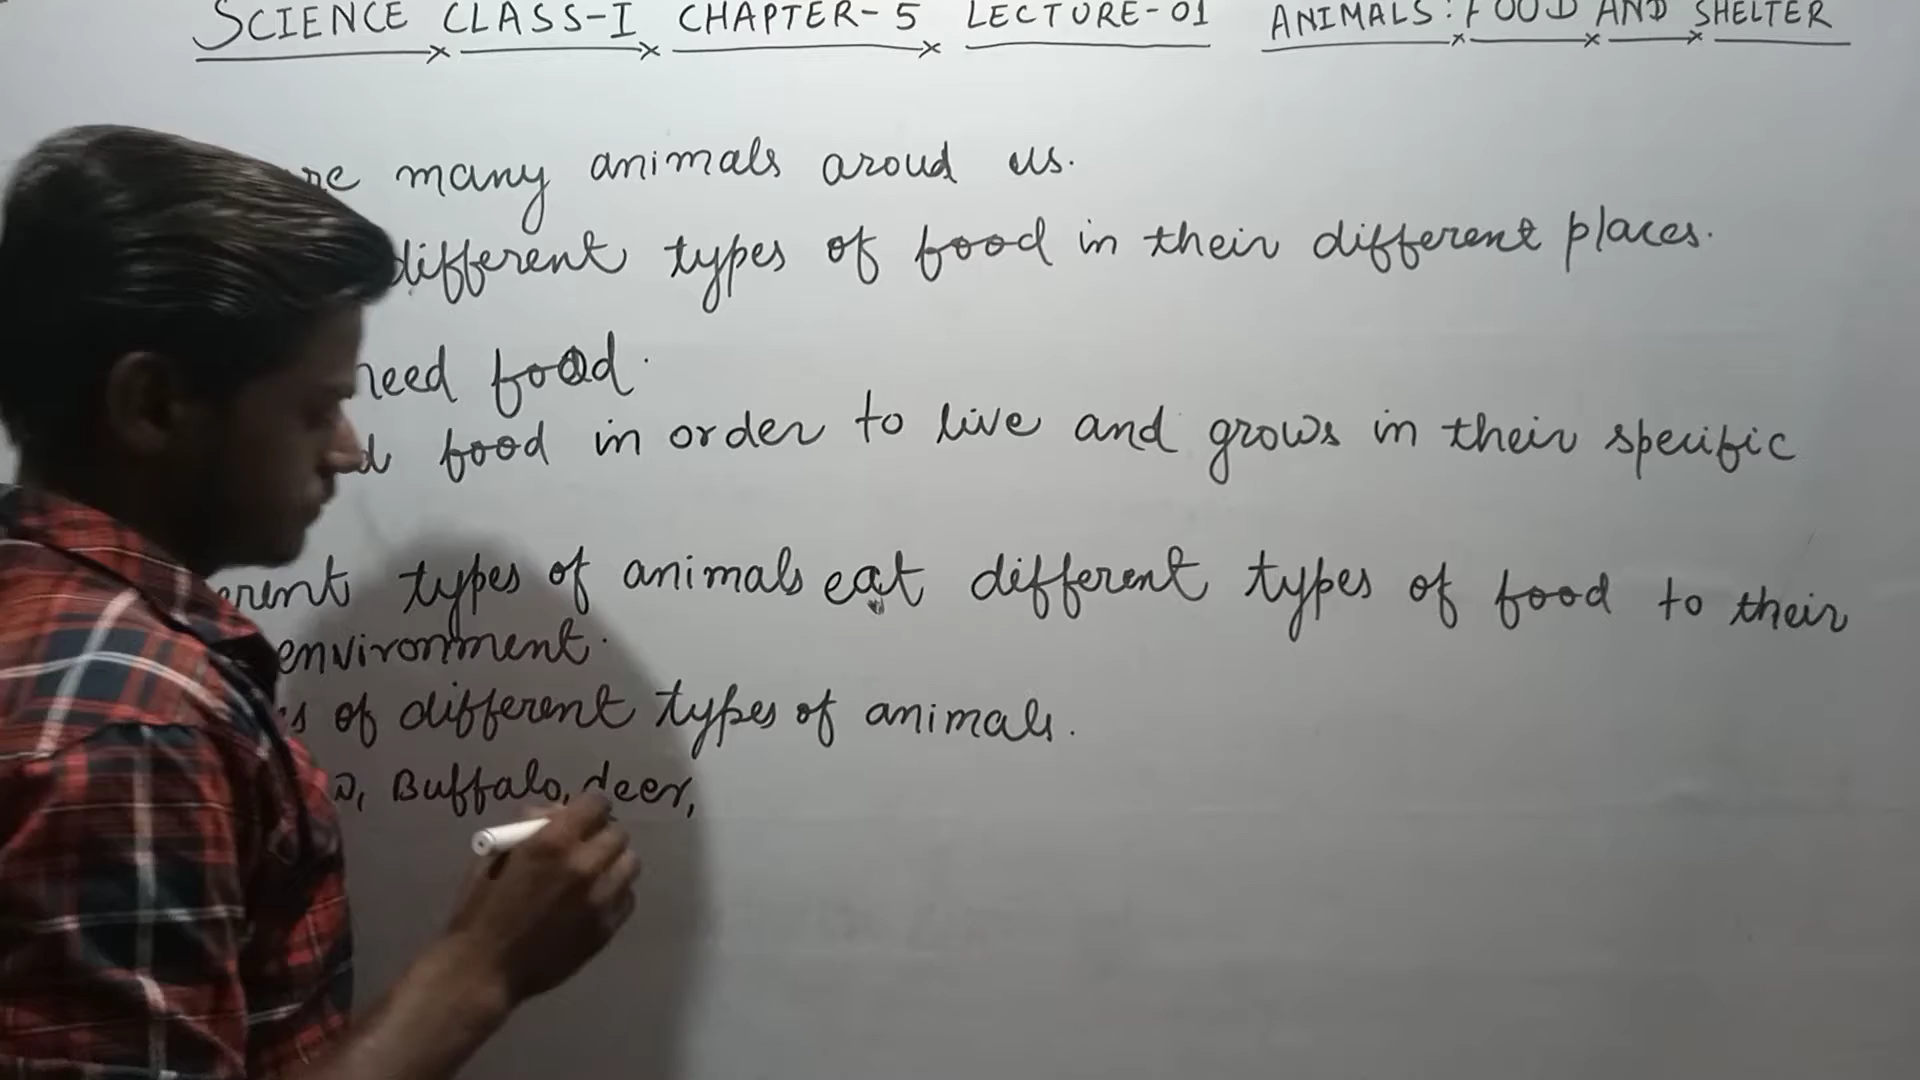 SCIENCE CLASS-I CHAPTER-5 LECTURE-01 ANIMALS: FOOD AND SHELTER
many animals aroud us.
different types of food in their different places.
need food.
food in order to live and grows in their specific
types of animals eat different types of food to their
environment.
of different types of animals.
Buffalo, deer,